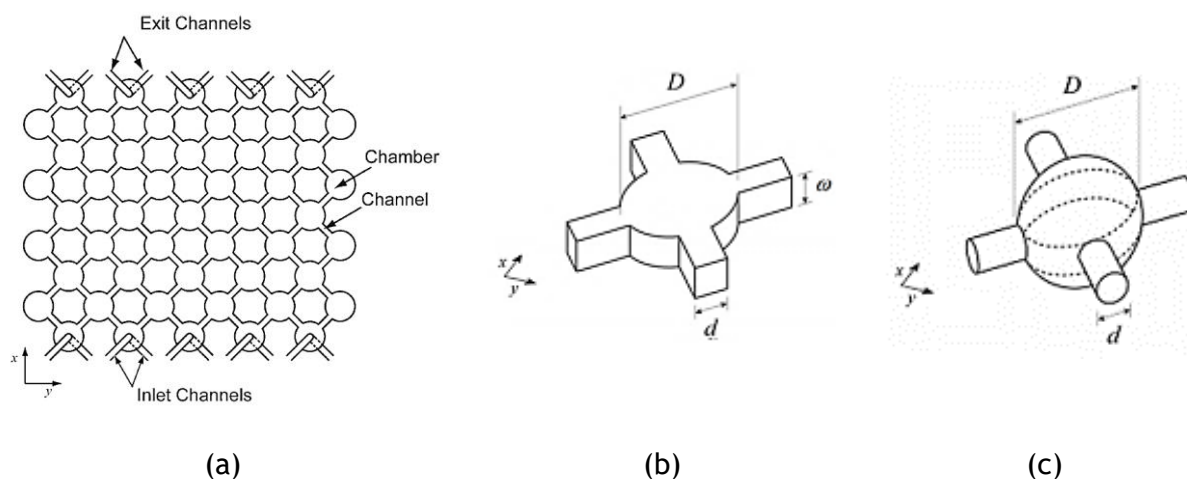 Exit Channels
Chamber
Channel
x
y
Inlet Channels
(a)
D
ω
x
y
d
(b)
D
x
y
d
(c)